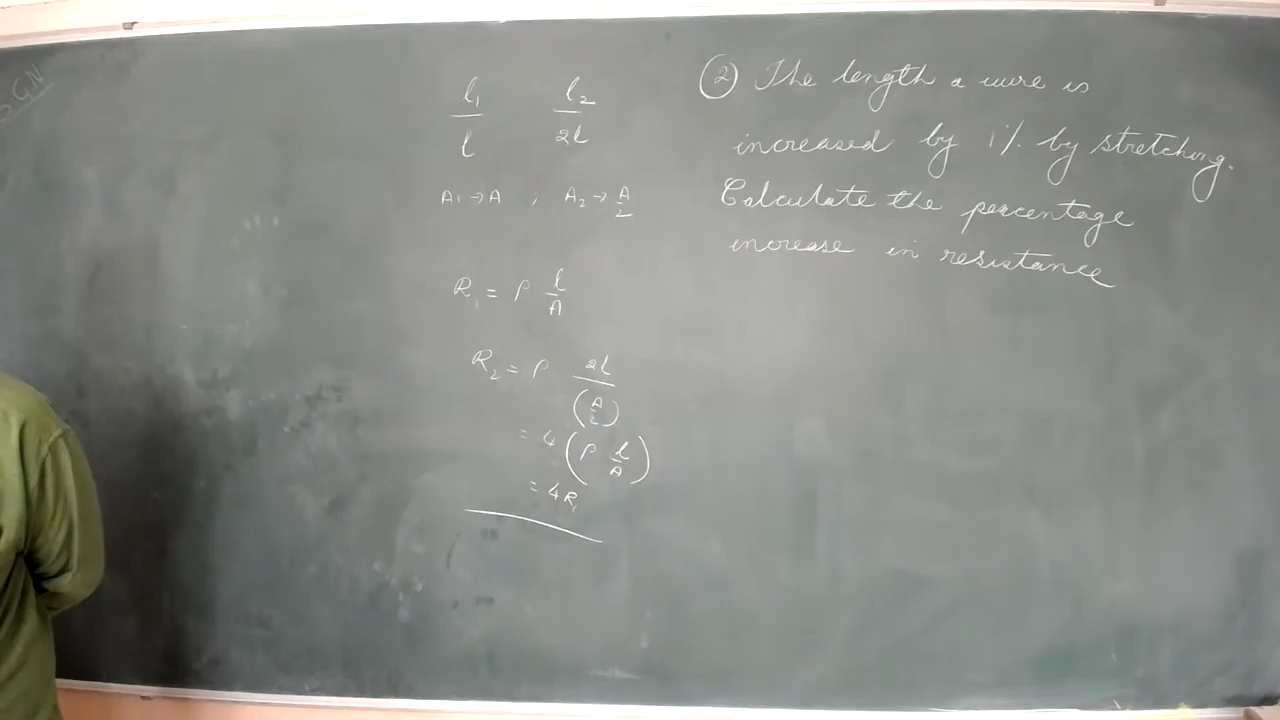 GN
l₁ l₂
l 2l
A₁→A ; A₂→A/2
R₁ = ρ l/A
R₂ = ρ 2l/(A/2)
= 4 (ρ l/A)
= 4R₁
② The length a wire is
increased by 1% by stretching.
Calculate the percentage
increase in resistance